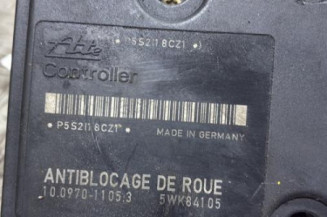 Ate P5S2118CZ1*)
Controller
* P5S2118CZ1* MADE IN GERMANY
ANTIBLOCAGE DE ROUE
10.0970-1105.3 5WK84105